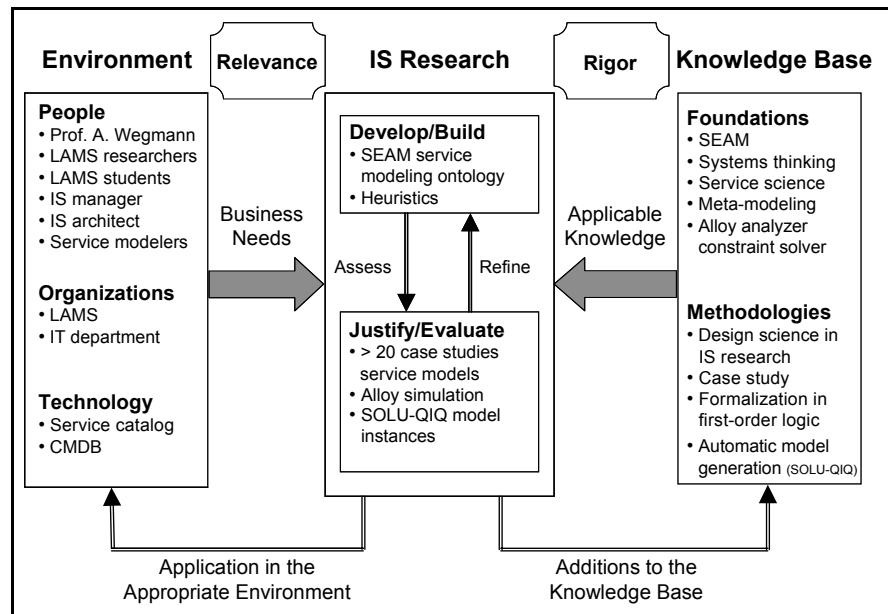 Environment
Relevance
IS Research
Rigor
Knowledge Base
People
• Prof. A. Wegmann
• LAMS researchers
• LAMS students
• IS manager
• IS architect
• Service modelers
Organizations
• LAMS
• IT department
Technology
• Service catalog
• CMDB
Business
Needs
Develop/Build
• SEAM service
modeling ontology
• Heuristics
Assess
Refine
Justify/Evaluate
• > 20 case studies
service models
• Alloy simulation
• SOLU-QIQ model
instances
Applicable
Knowledge
Foundations
• SEAM
• Systems thinking
• Service science
• Meta-modeling
• Alloy analyzer
constraint solver
Methodologies
• Design science in
IS research
• Case study
• Formalization in
first-order logic
• Automatic model
generation (SOLU-QIQ)
Application in the
Appropriate Environment
Additions to the
Knowledge Base